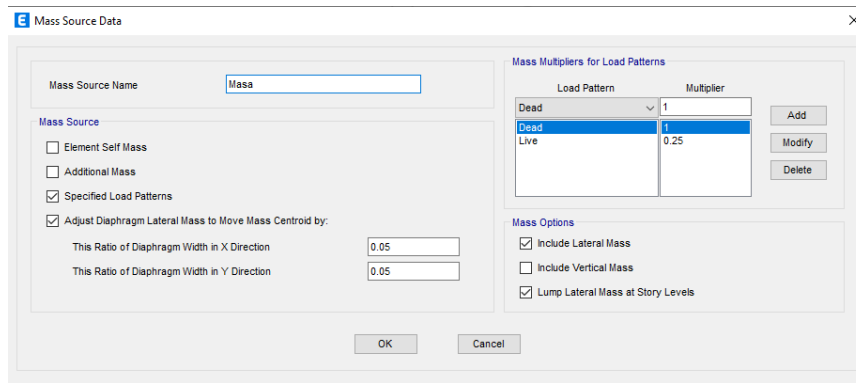 E Mass Source Data
Mass Source Name Masa
Mass Source
Element Self Mass
Additional Mass
Specified Load Patterns
Adjust Diaphragm Lateral Mass to Move Mass Centroid by:
This Ratio of Diaphragm Width in X Direction 0.05
This Ratio of Diaphragm Width in Y Direction 0.05
Mass Multipliers for Load Patterns
Load Pattern Multiplier
Dead 1
Dead 1
Live 0.25
Add
Modify
Delete
Mass Options
Include Lateral Mass
Include Vertical Mass
Lump Lateral Mass at Story Levels
OK Cancel